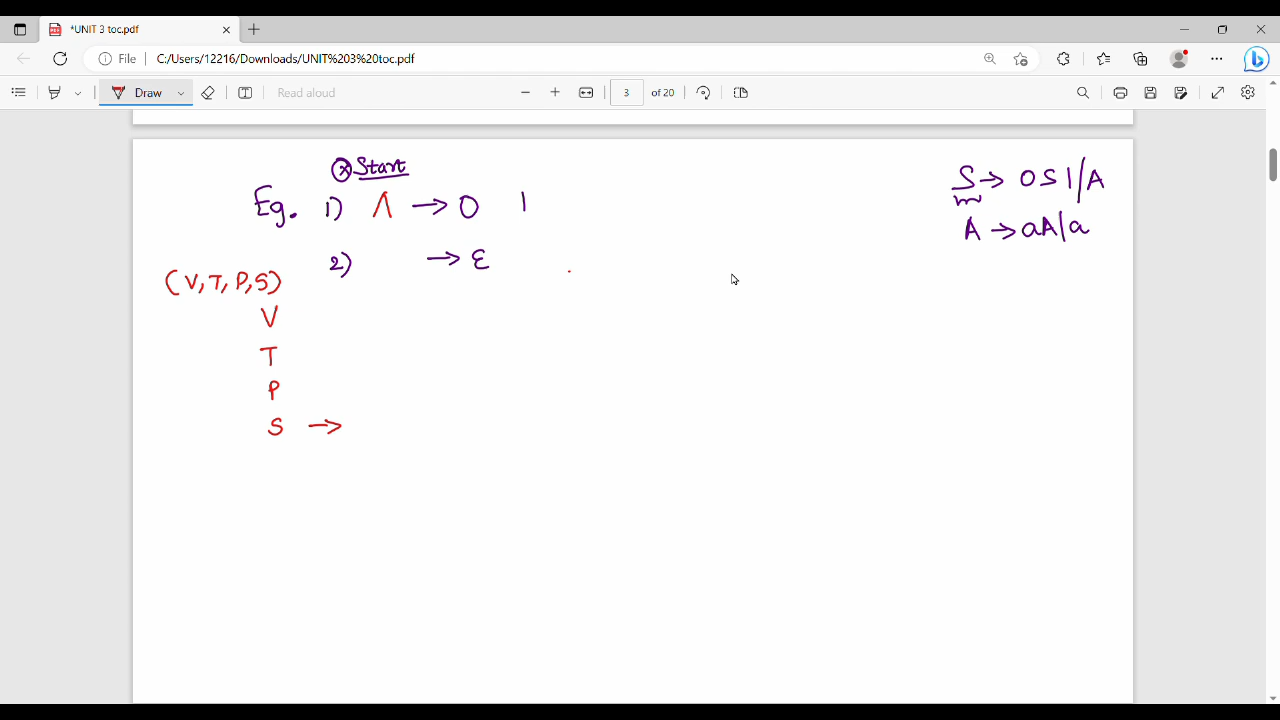 *UNIT 3 toc.pdf
File C:/Users/12216/Downloads/UNIT%203%20toc.pdf
Draw Read aloud 3 of 20
Start
Eg. 1) Λ → 0 1
2) → ε
(V, T, P, S)
V
T
P
S →
S → 0S1/A
A → aA/a